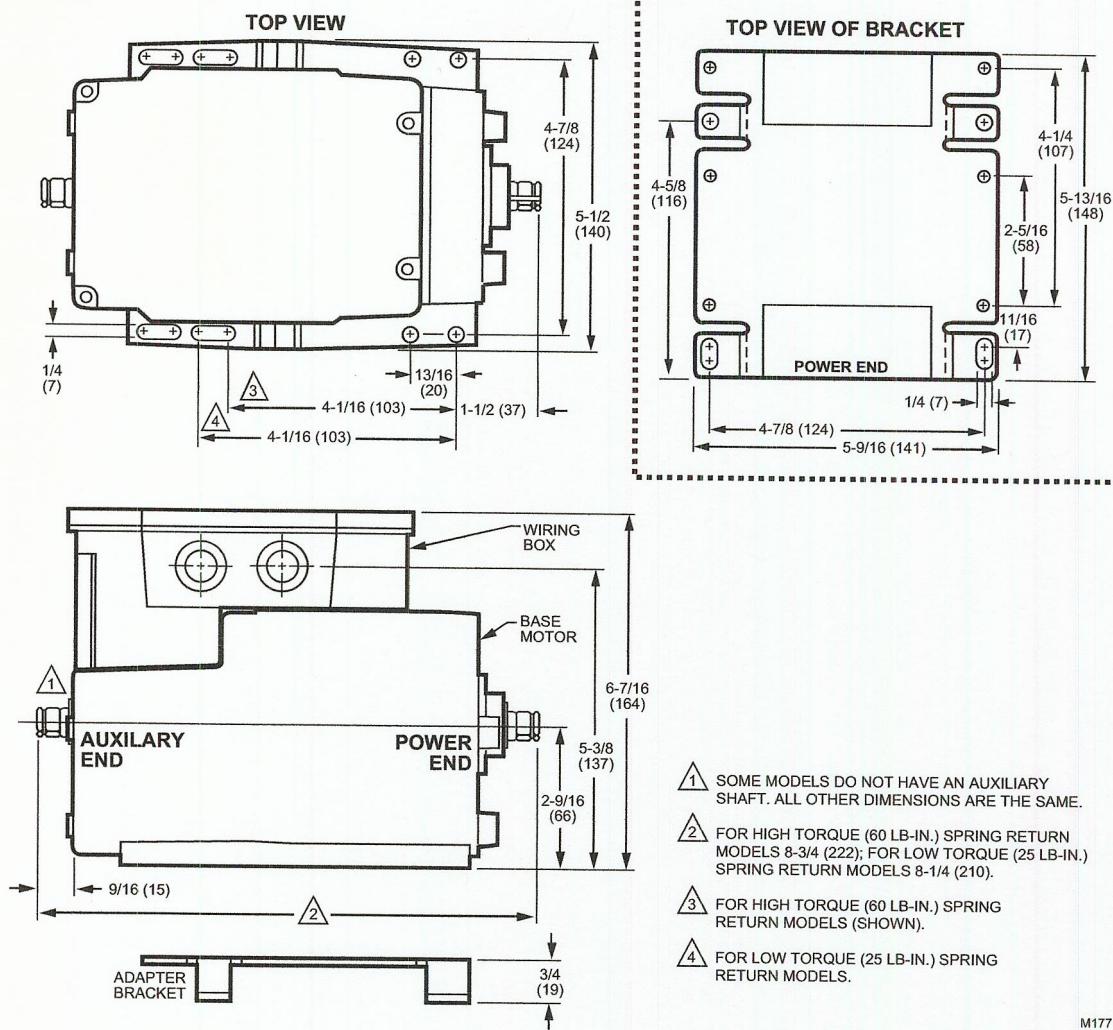 TOP VIEW
4-7/8
(124)
5-1/2
(140)
1/4
(7)
13/16
(20)
3
4-1/16 (103)
1-1/2 (37)
4
4-1/16 (103)
TOP VIEW OF BRACKET
4-5/8
(116)
4-1/4
(107)
5-13/16
(148)
2-5/16
(58)
11/16
(17)
POWER END
1/4 (7)
4-7/8 (124)
5-9/16 (141)
WIRING
BOX
BASE
MOTOR
1
AUXILARY
END
POWER
END
6-7/16
(164)
5-3/8
(137)
2-9/16
(66)
9/16 (15)
2
ADAPTER
BRACKET
3/4
(19)
1 SOME MODELS DO NOT HAVE AN AUXILIARY
SHAFT. ALL OTHER DIMENSIONS ARE THE SAME.
2 FOR HIGH TORQUE (60 LB-IN.) SPRING RETURN
MODELS 8-3/4 (222); FOR LOW TORQUE (25 LB-IN.)
SPRING RETURN MODELS 8-1/4 (210).
3 FOR HIGH TORQUE (60 LB-IN.) SPRING
RETURN MODELS (SHOWN).
4 FOR LOW TORQUE (25 LB-IN.) SPRING
RETURN MODELS.
M177